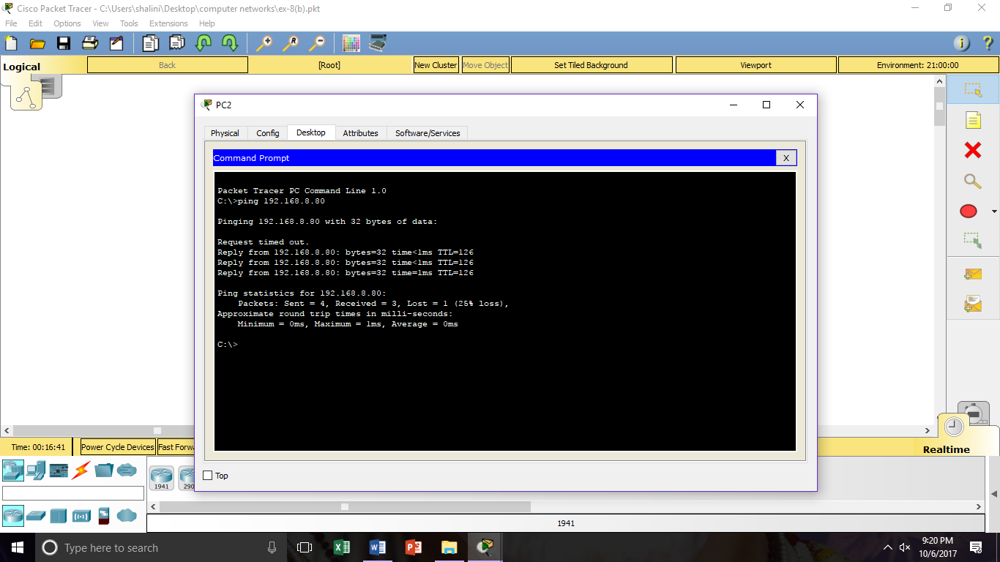 Cisco Packet Tracer - C:\Users\shalini\Desktop\computer networks\ex-8(b).pkt
File Edit Options View Tools Extensions Help
Logical Back [Root] New Cluster Move Object Set Tiled Background Viewport Environment: 21:00:00
PC2
Physical Config Desktop Attributes Software/Services
Command Prompt X
Packet Tracer PC Command Line 1.0
C:\>ping 192.168.8.80
Pinging 192.168.8.80 with 32 bytes of data:
Request timed out.
Reply from 192.168.8.80: bytes=32 time<1ms TTL=126
Reply from 192.168.8.80: bytes=32 time<1ms TTL=126
Reply from 192.168.8.80: bytes=32 time=1ms TTL=126
Ping statistics for 192.168.8.80:
Packets: Sent = 4, Received = 3, Lost = 1 (25% loss),
Approximate round trip times in milli-seconds:
Minimum = 0ms, Maximum = 1ms, Average = 0ms
C:\>
Top
Time: 00:16:41 Power Cycle Devices Fast Forwa
Realtime
1941 290
1941
Type here to search
9:20 PM
10/6/2017